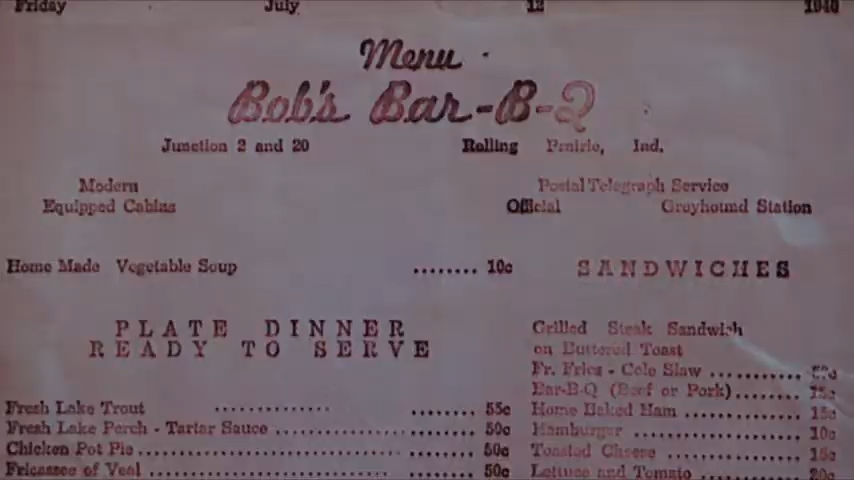 Friday July 12 1940
Menu
Bob's Bar-B-Q
Junction 2 and 20 Rolling Prairie, Ind.
Modern
Equipped Cabins
Postal Telegraph Service
Official Greyhound Station
Home Made Vegetable Soup ........ 10c
PLATE DINNER
READY TO SERVE
Fresh Lake Trout .............. ........ 55c
Fresh Lake Perch - Tartar Sauce ........................ 50c
Chicken Pot Pie ........................................ 50c
Fricassee of Veal ...................................... 50c
SANDWICHES
Grilled Steak Sandwich
on Buttered Toast
Fr. Fries - Cole Slaw ...........
Bar-B-Q (Beef or Pork)........ 15c
Home Baked Ham .............. 15c
Hamburger .................... 10c
Toasted Cheese ............... 15c
Lettuce and Tomato ........... 20c